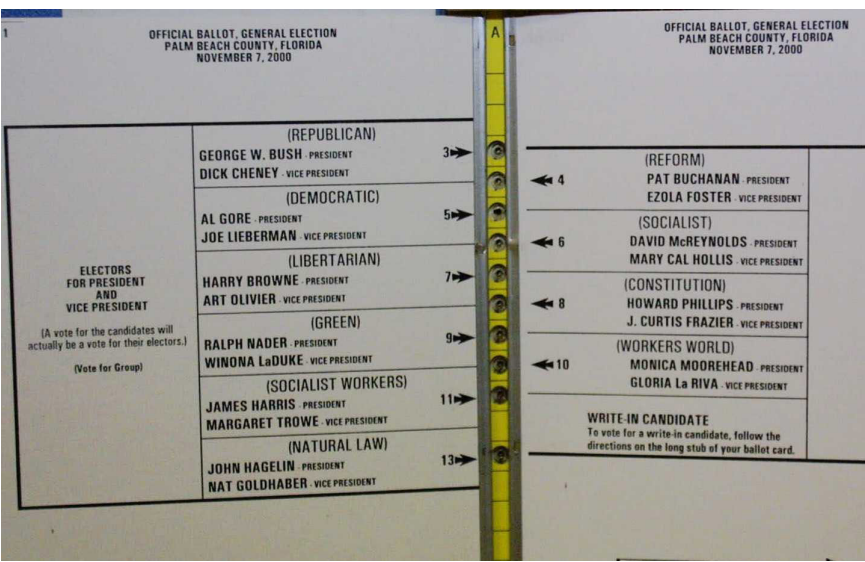 1
OFFICIAL BALLOT, GENERAL ELECTION
PALM BEACH COUNTY, FLORIDA
NOVEMBER 7, 2000
ELECTORS
FOR PRESIDENT
AND
VICE PRESIDENT
(A vote for the candidates will
actually be a vote for their electors.)
(Vote for Group)
(REPUBLICAN)
GEORGE W. BUSH - PRESIDENT
DICK CHENEY - VICE PRESIDENT
3
(DEMOCRATIC)
AL GORE - PRESIDENT
JOE LIEBERMAN - VICE PRESIDENT
5
(LIBERTARIAN)
HARRY BROWNE - PRESIDENT
ART OLIVIER - VICE PRESIDENT
7
(GREEN)
RALPH NADER - PRESIDENT
WINONA LaDUKE - VICE PRESIDENT
9
(SOCIALIST WORKERS)
JAMES HARRIS - PRESIDENT
MARGARET TROWE - VICE PRESIDENT
11
(NATURAL LAW)
JOHN HAGELIN - PRESIDENT
NAT GOLDHABER - VICE PRESIDENT
13
A
OFFICIAL BALLOT, GENERAL ELECTION
PALM BEACH COUNTY, FLORIDA
NOVEMBER 7, 2000
(REFORM)
4 PAT BUCHANAN - PRESIDENT
EZOLA FOSTER - VICE PRESIDENT
(SOCIALIST)
6 DAVID McREYNOLDS - PRESIDENT
MARY CAL HOLLIS - VICE PRESIDENT
(CONSTITUTION)
8 HOWARD PHILLIPS - PRESIDENT
J. CURTIS FRAZIER - VICE PRESIDENT
(WORKERS WORLD)
10 MONICA MOOREHEAD - PRESIDENT
GLORIA La RIVA - VICE PRESIDENT
WRITE-IN CANDIDATE
To vote for a write-in candidate, follow the
directions on the long stub of your ballot card.